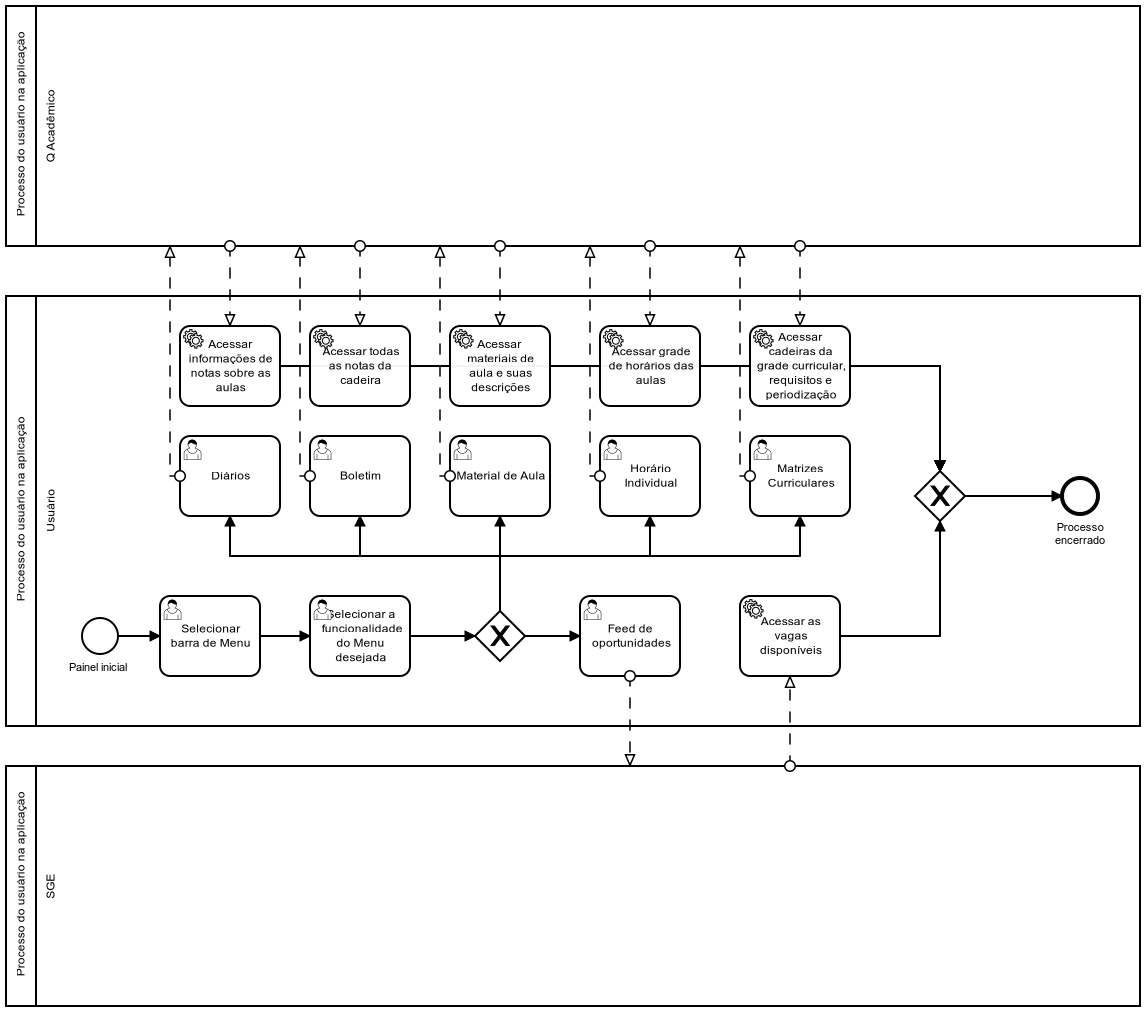 Processo do usuário na aplicação
Q Acadêmico
Processo do usuário na aplicação
Usuário
Acessar
informações de
notas sobre as
aulas
Acessar todas
as notas da
cadeira
Acessar
materiais de
aula e suas
descrições
Acessar grade
de horários das
aulas
Acessar
cadeiras da
grade curricular,
requisitos e
periodização
Diários
Boletim
Material de Aula
Horário
Individual
Matrizes
Curriculares
Processo
encerrado
Painel inicial
Selecionar
barra de Menu
Selecionar a
funcionalidade
do Menu
desejada
Feed de
oportunidades
Acessar as
vagas
disponíveis
Processo do usuário na aplicação
SGE